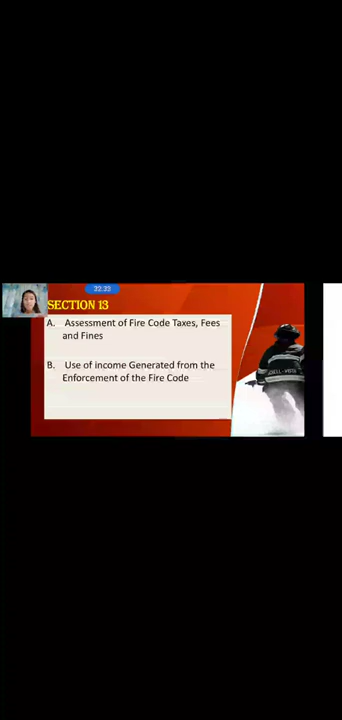 32:33
SECTION 13
A. Assessment of Fire Code Taxes, Fees
and Fines
B. Use of income Generated from the
Enforcement of the Fire Code